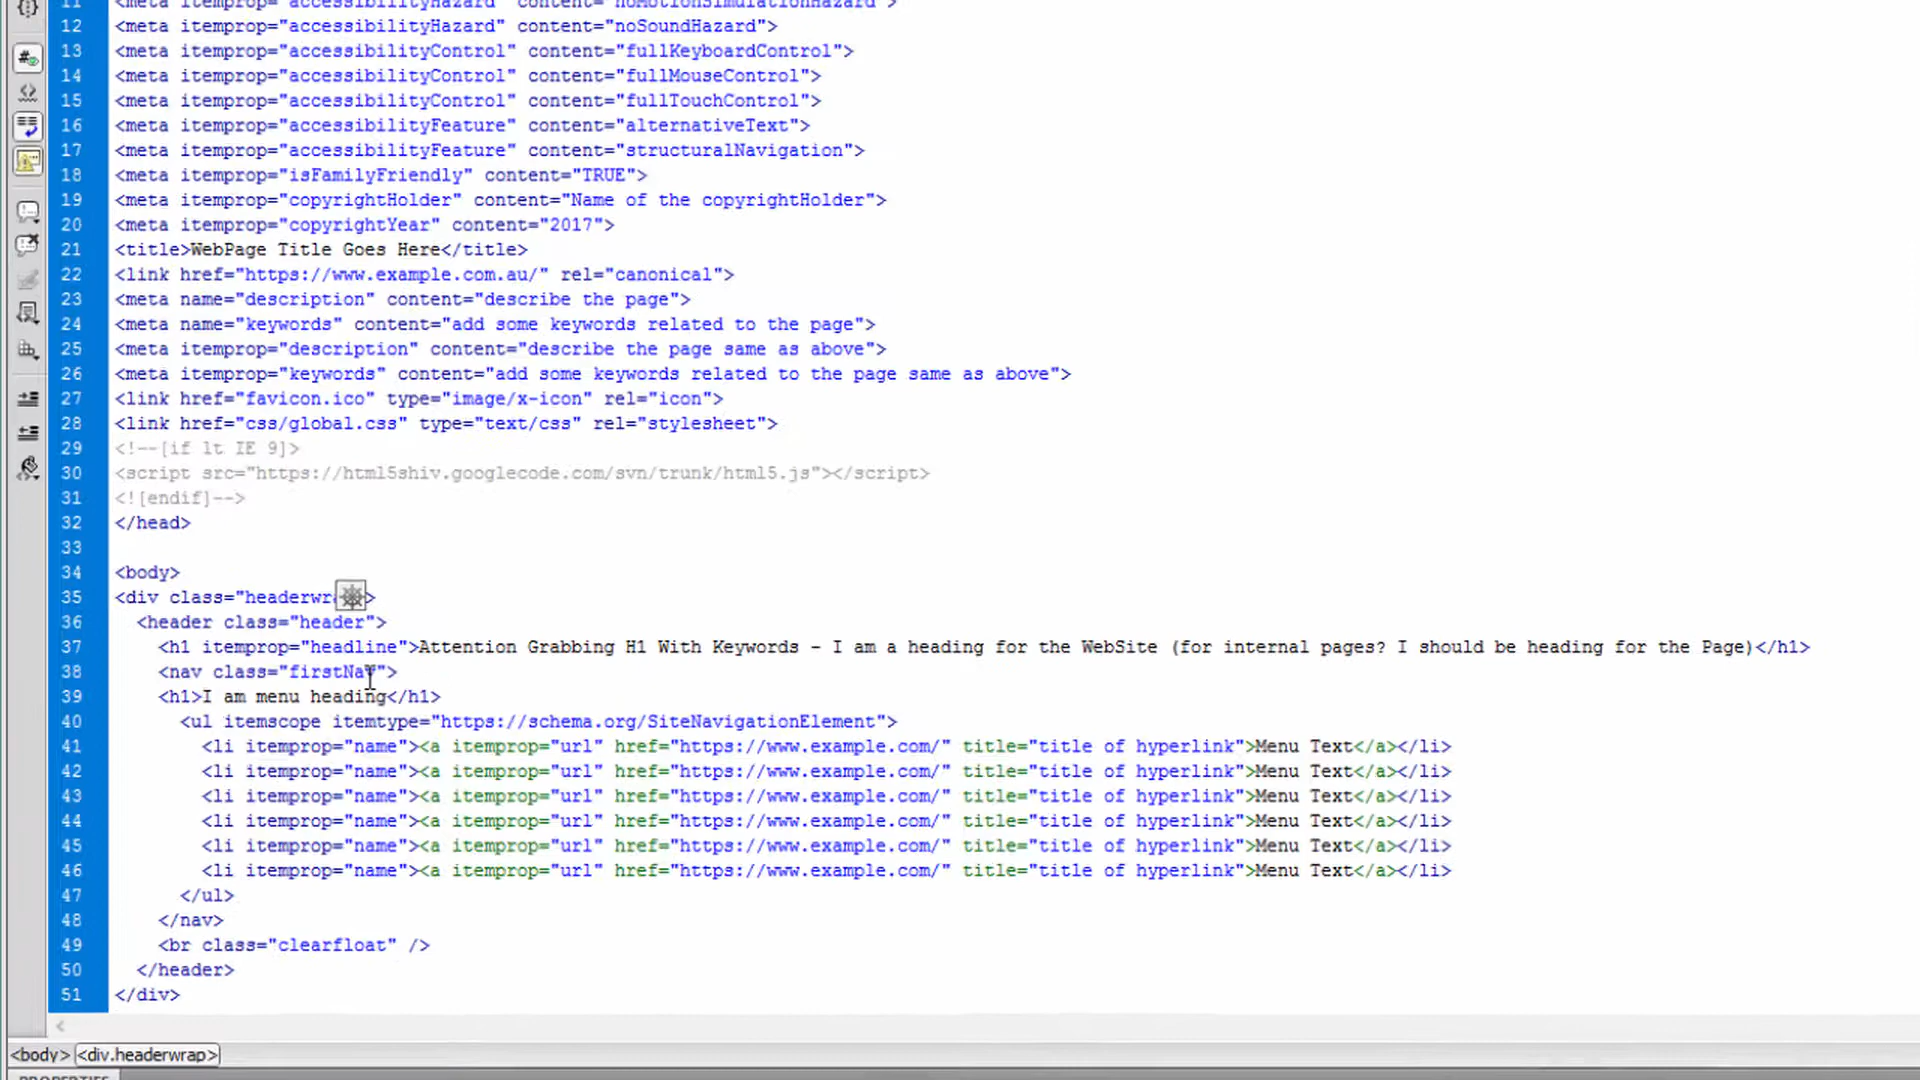 11 <meta itemprop="accessibilityHazard" content="noMotionSimulationHazard">
12 <meta itemprop="accessibilityHazard" content="noSoundHazard">
13 <meta itemprop="accessibilityControl" content="fullKeyboardControl">
14 <meta itemprop="accessibilityControl" content="fullMouseControl">
15 <meta itemprop="accessibilityControl" content="fullTouchControl">
16 <meta itemprop="accessibilityFeature" content="alternativeText">
17 <meta itemprop="accessibilityFeature" content="structuralNavigation">
18 <meta itemprop="isFamilyFriendly" content="TRUE">
19 <meta itemprop="copyrightHolder" content="Name of the copyrightHolder">
20 <meta itemprop="copyrightYear" content="2017">
21 <title>WebPage Title Goes Here</title>
22 <link href="https://www.example.com.au/" rel="canonical">
23 <meta name="description" content="describe the page">
24 <meta name="keywords" content="add some keywords related to the page">
25 <meta itemprop="description" content="describe the page same as above">
26 <meta itemprop="keywords" content="add some keywords related to the page same as above">
27 <link href="favicon.ico" type="image/x-icon" rel="icon">
28 <link href="css/global.css" type="text/css" rel="stylesheet">
29 <!--[if lt IE 9]>
30 <script src="https://html5shiv.googlecode.com/svn/trunk/html5.js"></script>
31 <![endif]-->
32 </head>
33
34 <body>
35 <div class="headerwr >
36 <header class="header">
37 <h1 itemprop="headline">Attention Grabbing H1 With Keywords - I am a heading for the WebSite (for internal pages? I should be heading for the Page)</h1>
38 <nav class="firstNav">
39 <h1>I am menu heading</h1>
40 <ul itemscope itemtype="https://schema.org/SiteNavigationElement">
41 <li itemprop="name"><a itemprop="url" href="https://www.example.com/" title="title of hyperlink">Menu Text</a></li>
42 <li itemprop="name"><a itemprop="url" href="https://www.example.com/" title="title of hyperlink">Menu Text</a></li>
43 <li itemprop="name"><a itemprop="url" href="https://www.example.com/" title="title of hyperlink">Menu Text</a></li>
44 <li itemprop="name"><a itemprop="url" href="https://www.example.com/" title="title of hyperlink">Menu Text</a></li>
45 <li itemprop="name"><a itemprop="url" href="https://www.example.com/" title="title of hyperlink">Menu Text</a></li>
46 <li itemprop="name"><a itemprop="url" href="https://www.example.com/" title="title of hyperlink">Menu Text</a></li>
47 </ul>
48 </nav>
49 <br class="clearfloat" />
50 </header>
51 </div>
<body> <div.headerwrap>
PROPERTIES